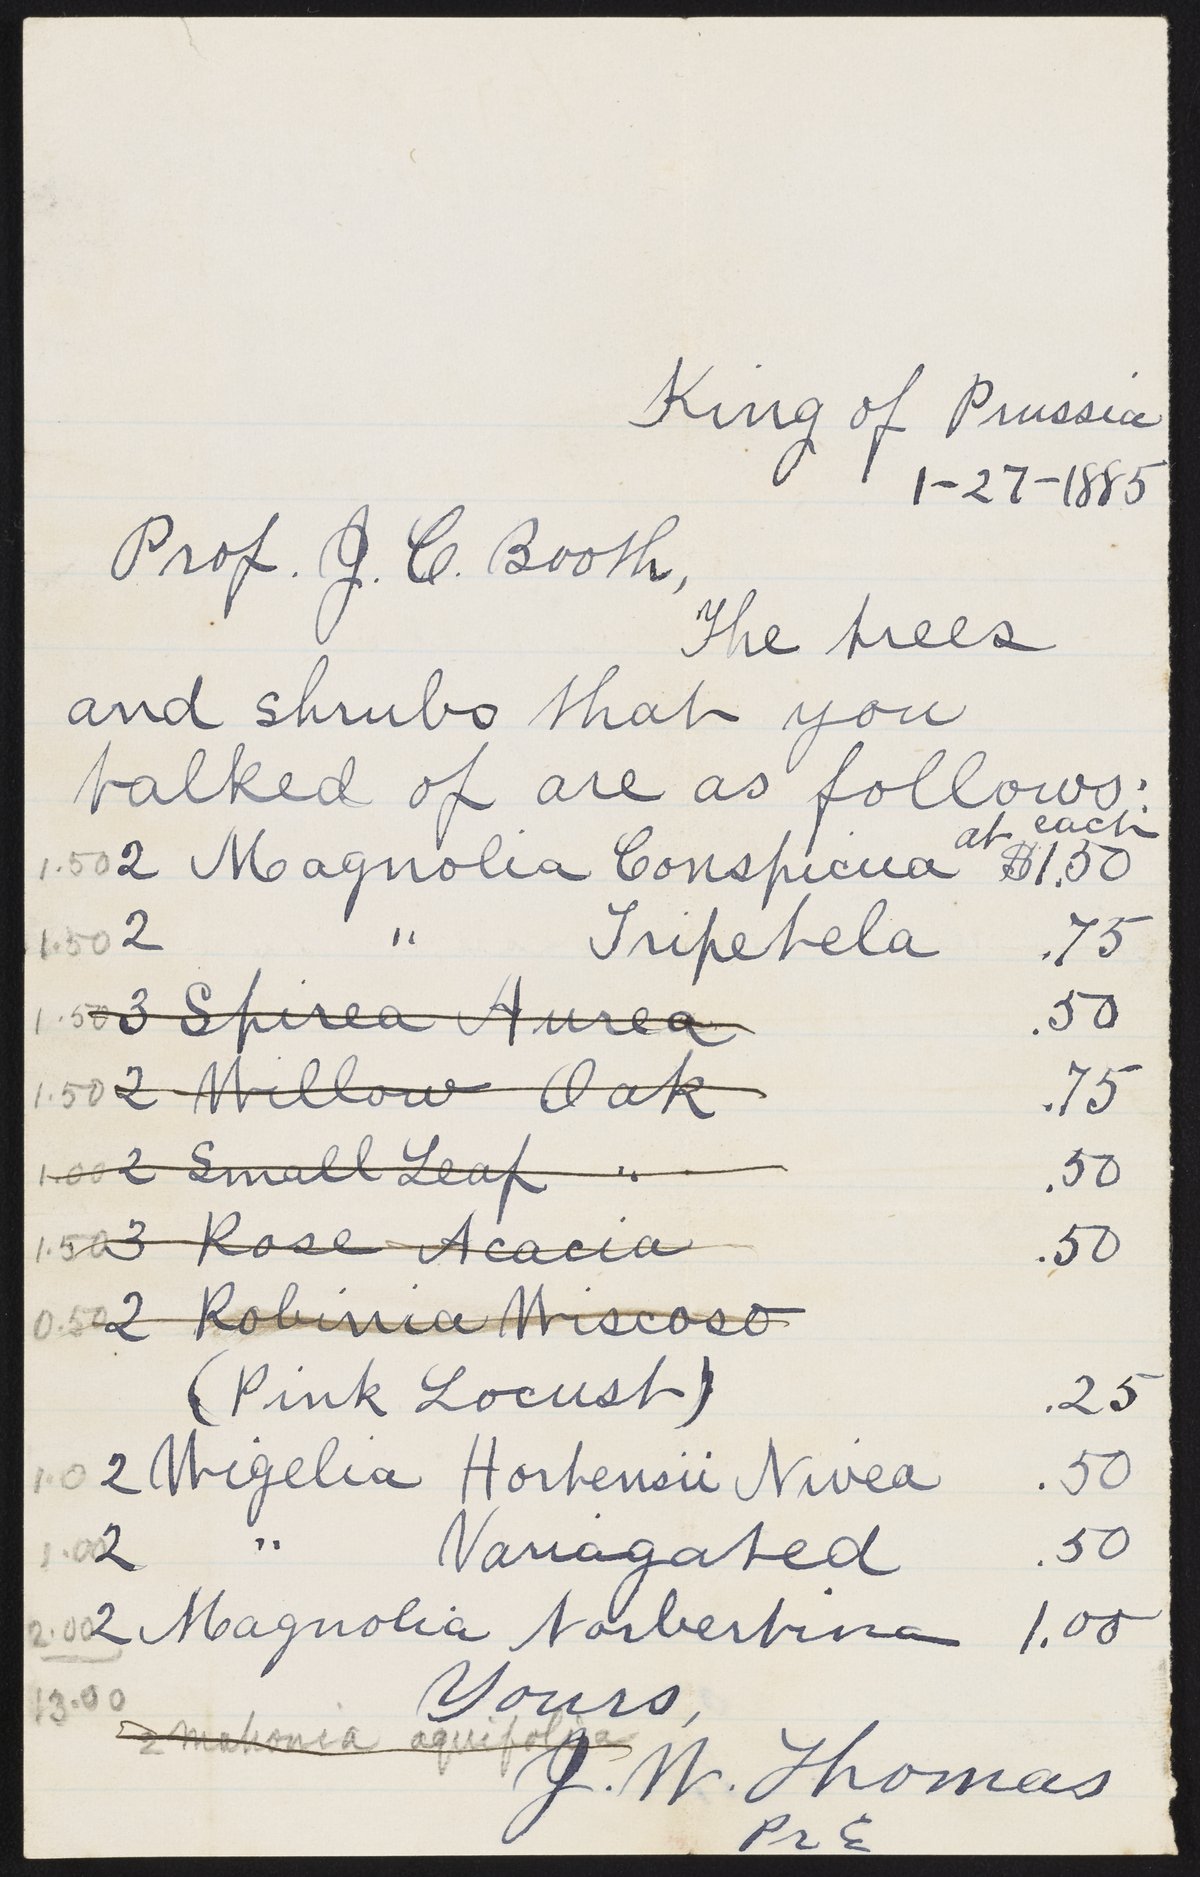 King of Prussia
1-27-1885
Prof. J. C. Booth,
The trees
and shrubs that you
talked of are as follows:
at each
1.50 2 Magnolia Conspicua $1.50
1.50 2 " Tripetela .75
1.50 3 Spirea Aurea .50
1.50 2 Willow Oak .75
1.00 2 Small Leaf " .50
1.50 3 Rose Acacia .50
0.50 2 Robinia Wiscoso
(Pink Locust) .25
1.0 2 Wigelia Hortensii Nivea .50
1.00 2 " Variagated .50
2.00 2 Magnolia Norbertina 1.00
13.00 Yours,
2 Mahonia aquifolia
J. W. Thomas
Pr E